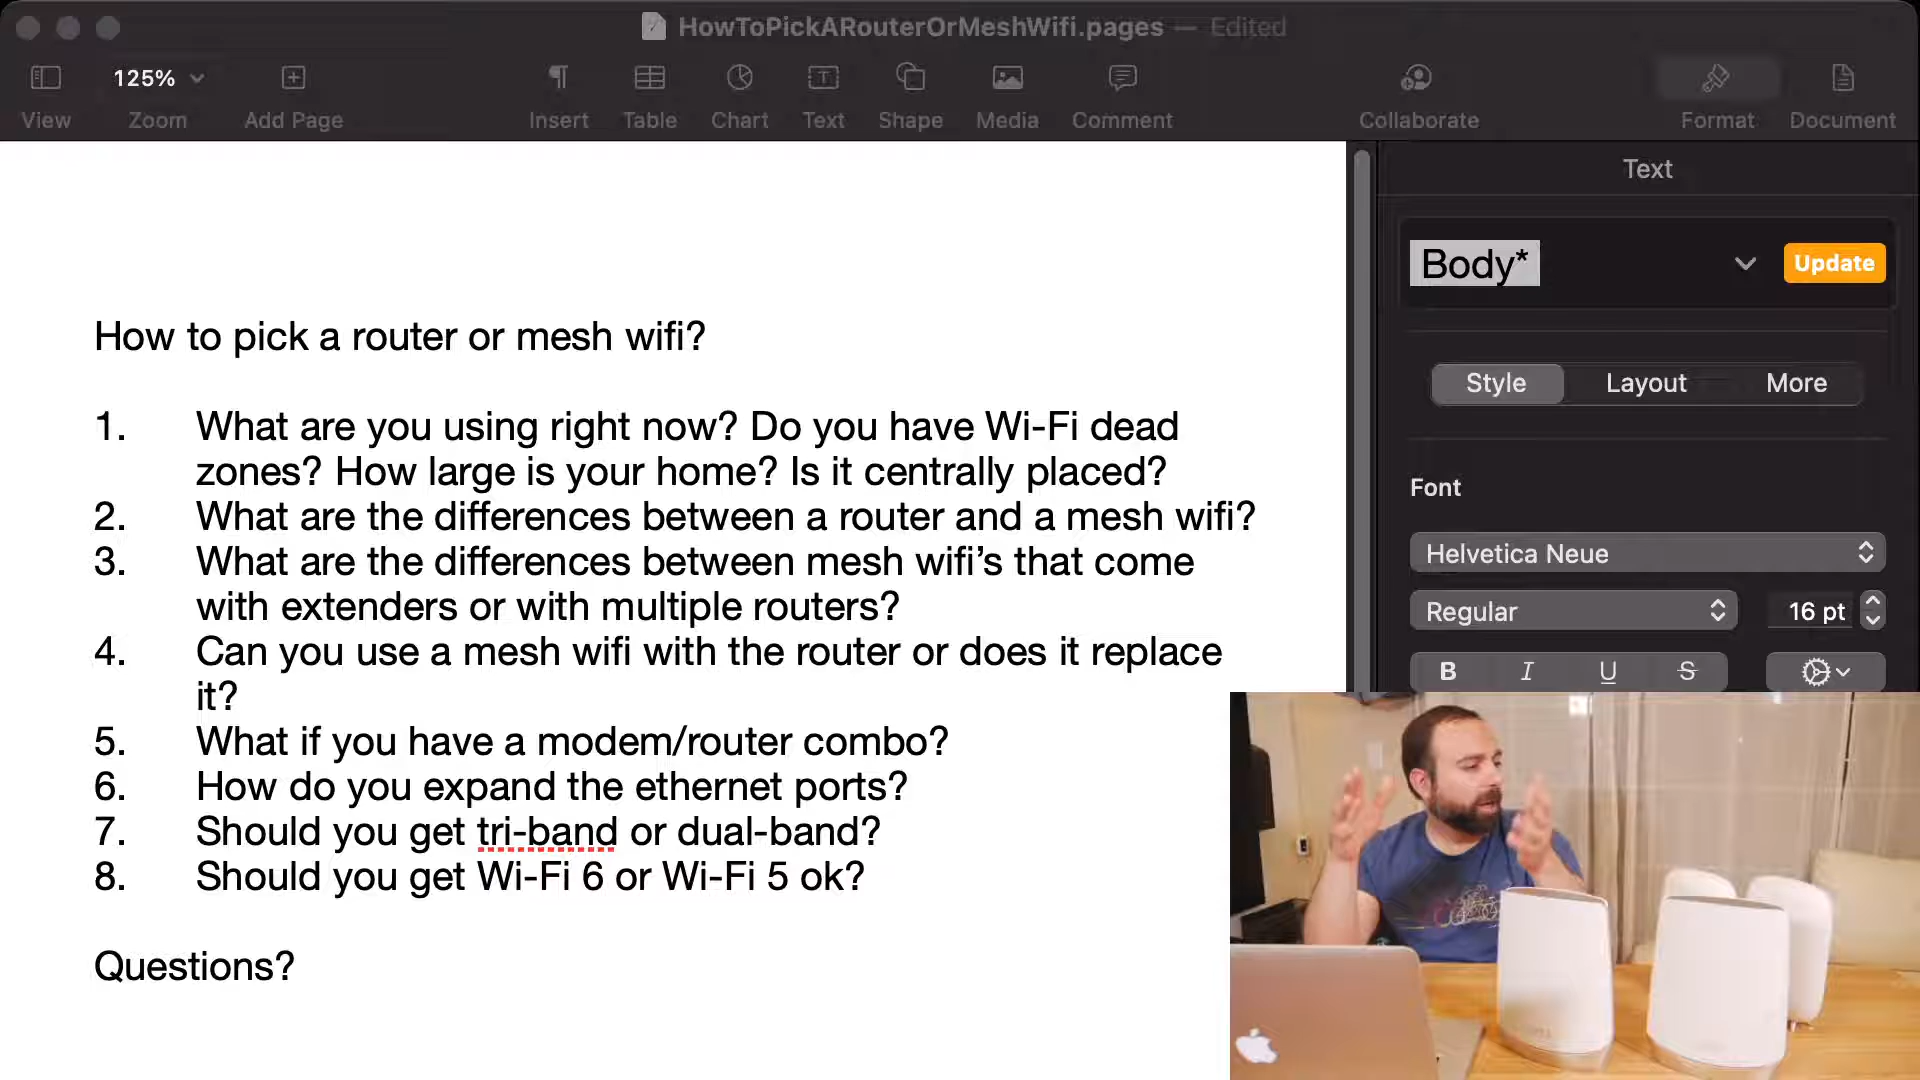 HowToPickARouterOrMeshWifi.pages — Edited
125%
View
Zoom
Add Page
Insert
Table
Chart
Text
Shape
Media
Comment
Collaborate
Format
Document
Text
Body*
Update
Style
Layout
More
Font
Helvetica Neue
Regular
16 pt
B I U S
How to pick a router or mesh wifi?
1. What are you using right now? Do you have Wi-Fi dead
zones? How large is your home? Is it centrally placed?
2. What are the differences between a router and a mesh wifi?
3. What are the differences between mesh wifi’s that come
with extenders or with multiple routers?
4. Can you use a mesh wifi with the router or does it replace
it?
5. What if you have a modem/router combo?
6. How do you expand the ethernet ports?
7. Should you get tri-band or dual-band?
8. Should you get Wi-Fi 6 or Wi-Fi 5 ok?
Questions?